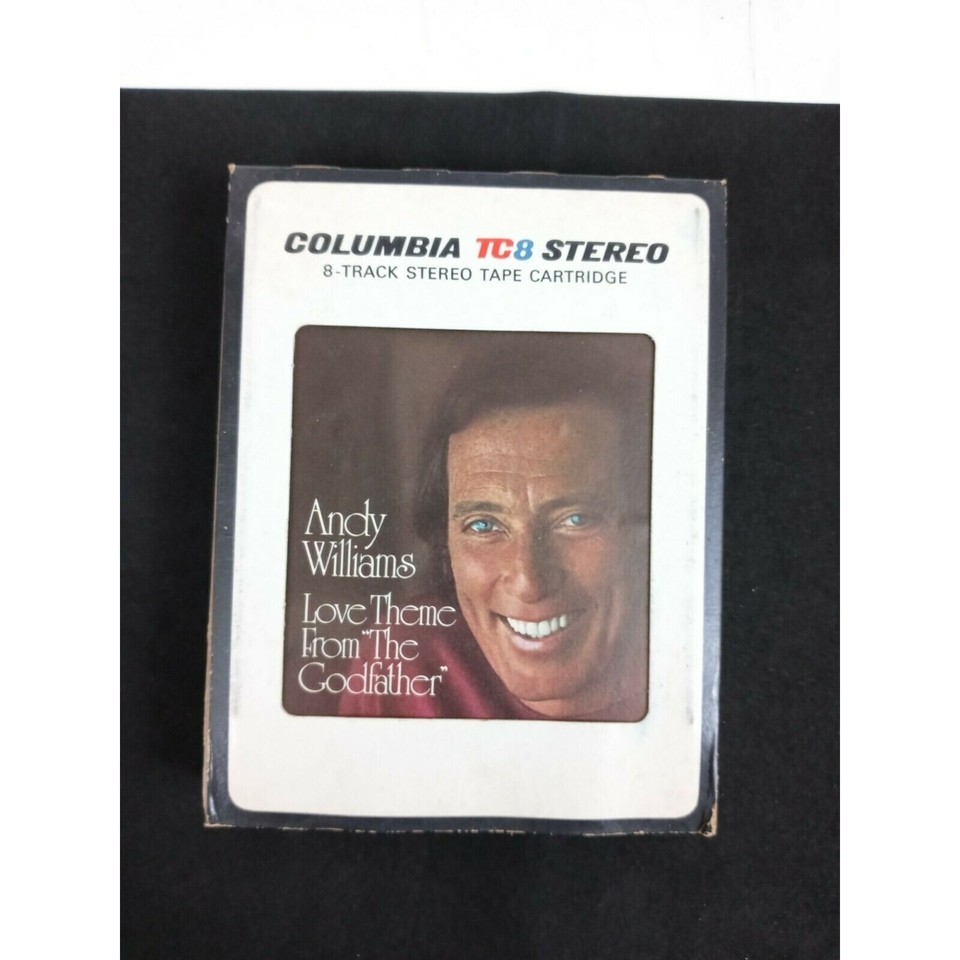 COLUMBIA TC8 STEREO
8-TRACK STEREO TAPE CARTRIDGE
Andy
Williams
Love Theme
From "The
Godfather"